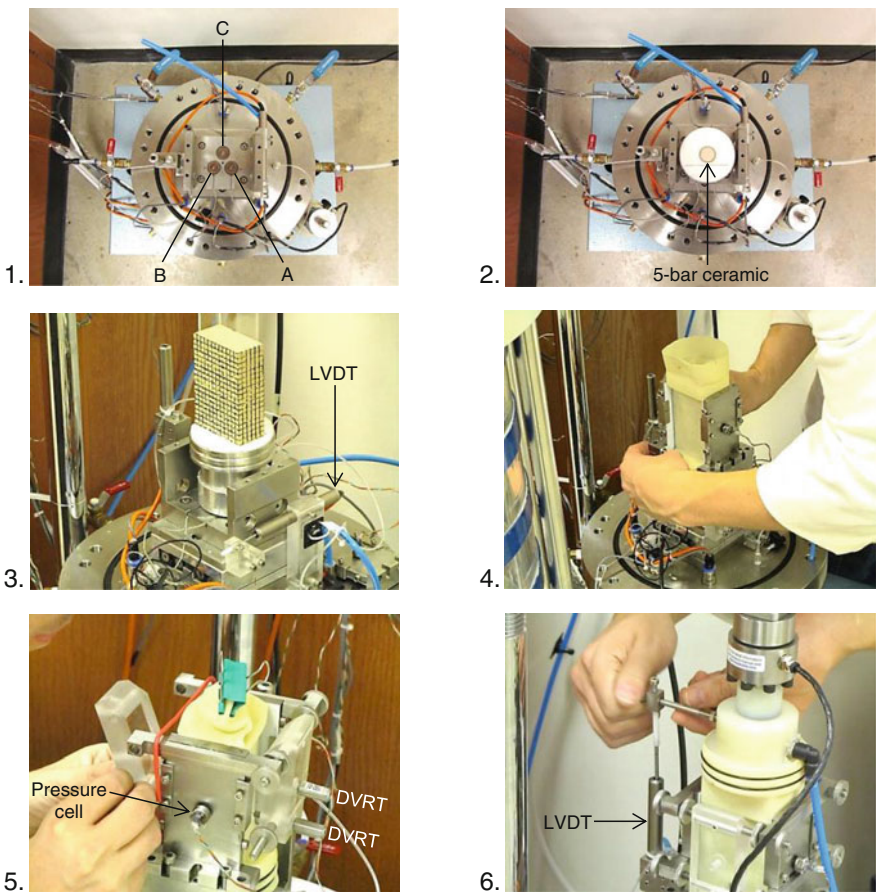 C
B
A
1.
5-bar ceramic
2.
LVDT
3.
4.
Pressure
cell
DVRT
DVRT
5.
LVDT
6.